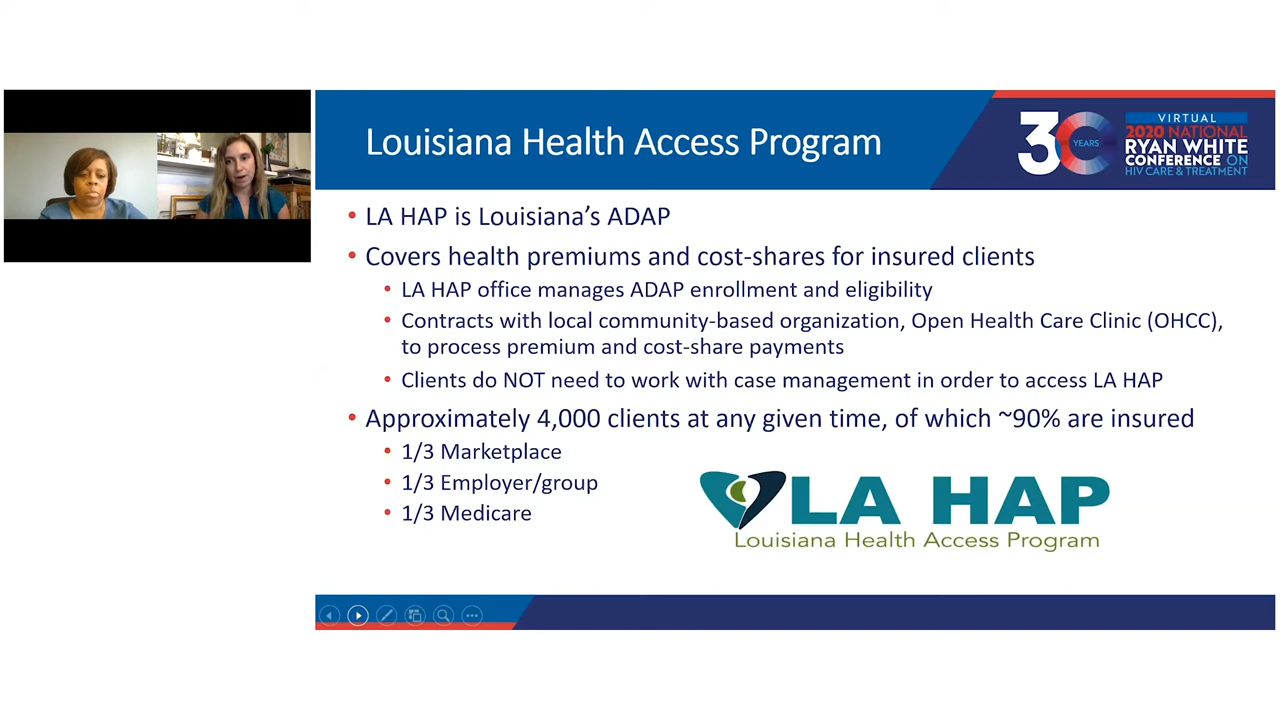 Louisiana Health Access Program
30
YEARS
VIRTUAL
2020 NATIONAL
RYAN WHITE
CONFERENCE ON
HIV CARE & TREATMENT
• LA HAP is Louisiana's ADAP
• Covers health premiums and cost-shares for insured clients
• LA HAP office manages ADAP enrollment and eligibility
• Contracts with local community-based organization, Open Health Care Clinic (OHCC),
to process premium and cost-share payments
• Clients do NOT need to work with case management in order to access LA HAP
• Approximately 4,000 clients at any given time, of which ~90% are insured
• 1/3 Marketplace
• 1/3 Employer/group
• 1/3 Medicare
LA HAP
Louisiana Health Access Program